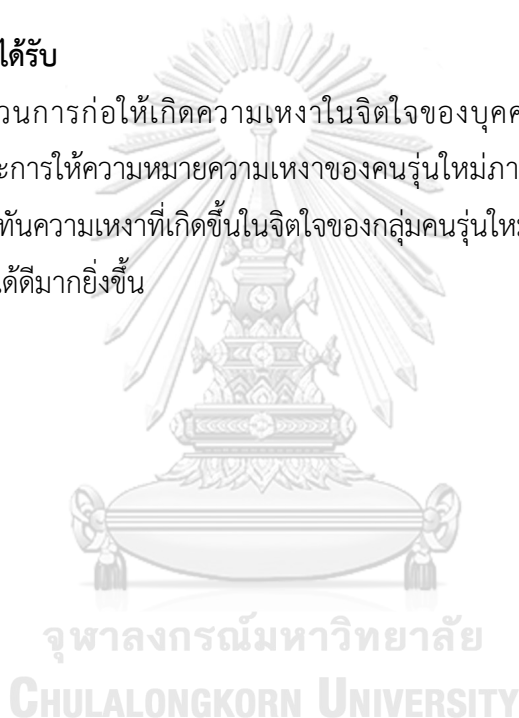 ได้รับ
วนการก่อให้เกิดความเหงาในจิตใจของบุคค
ะการให้ความหมายความเหงาของคนรุ่นใหม่ภา
ทันความเหงาที่เกิดขึ้นในจิตใจของกลุ่มคนรุ่นให
ได้ดีมากยิ่งขึ้น
จุฬาลงกรณ์มหาวิทยาลัย
CHULALONGKORN UNIVERSITY